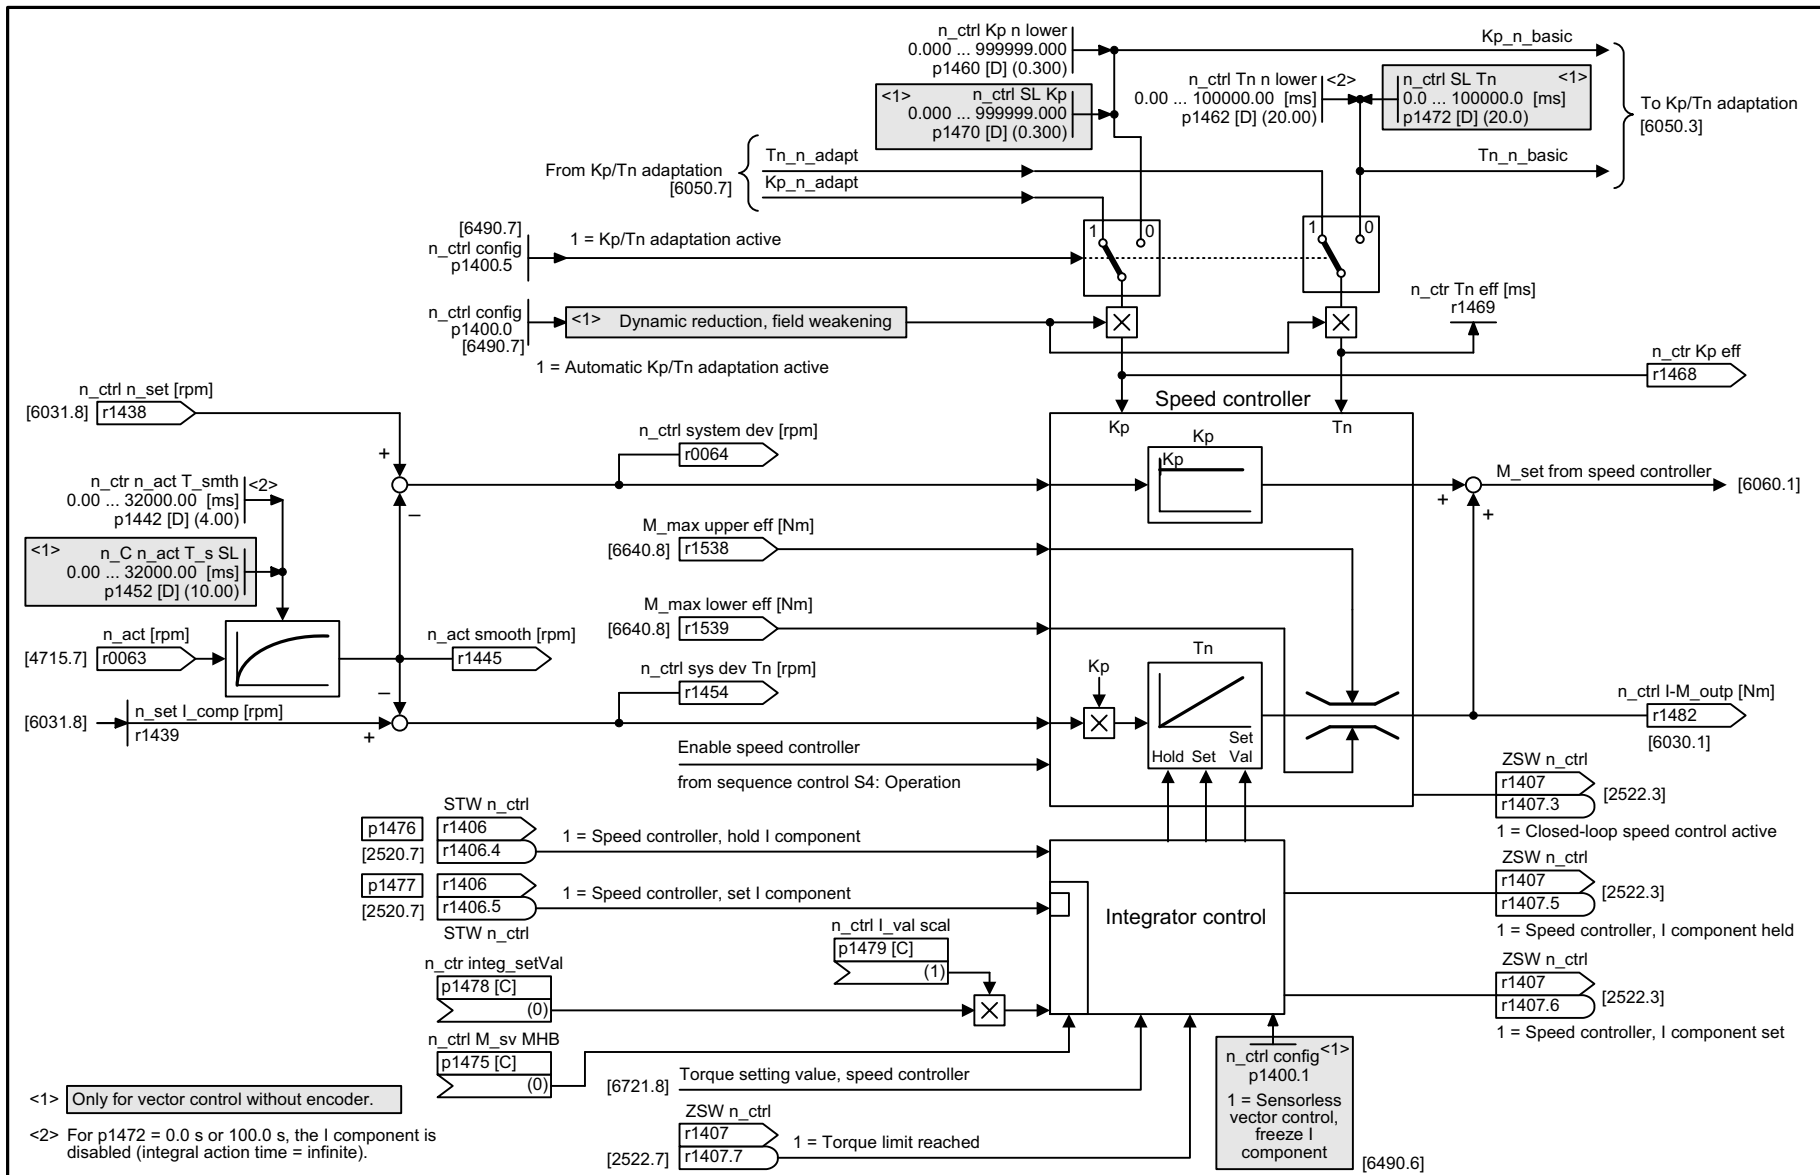 n_ctrl Kp n lower
0.000 ... 999999.000
p1460 [D] (0.300)
Kp_n_basic
<1> n_ctrl SL Kp
0.000 ... 999999.000
p1470 [D] (0.300)
n_ctrl Tn n lower <2>
0.00 ... 100000.00 [ms]
p1462 [D] (20.00)
n_ctrl SL Tn <1>
0.0 ... 100000.0 [ms]
p1472 [D] (20.0)
To Kp/Tn adaptation
[6050.3]
Tn_n_basic
From Kp/Tn adaptation
[6050.7]
Tn_n_adapt
Kp_n_adapt
1 0
1 0
[6490.7]
n_ctrl config
p1400.5
1 = Kp/Tn adaptation active
n_ctrl config
p1400.0
[6490.7]
<1> Dynamic reduction, field weakening
1 = Automatic Kp/Tn adaptation active
n_ctr Tn eff [ms]
r1469
n_ctr Kp eff
r1468
n_ctrl n_set [rpm]
[6031.8] r1438
+
–
n_ctrl system dev [rpm]
r0064
Speed controller
Kp
Tn
Kp
Kp
+
+
M_set from speed controller
[6060.1]
n_ctr n_act T_smth <2>
0.00 ... 32000.00 [ms]
p1442 [D] (4.00)
<1> n_C n_act T_s SL
0.00 ... 32000.00 [ms]
p1452 [D] (10.00)
M_max upper eff [Nm]
[6640.8] r1538
M_max lower eff [Nm]
[6640.8] r1539
n_act [rpm]
[4715.7] r0063
n_act smooth [rpm]
r1445
n_ctrl sys dev Tn [rpm]
r1454
–
+
[6031.8] n_set I_comp [rpm]
r1439
Kp
Tn
Hold Set Set
Val
n_ctrl I-M_outp [Nm]
r1482
[6030.1]
Enable speed controller
from sequence control S4: Operation
ZSW n_ctrl
r1407
r1407.3
[2522.3]
1 = Closed-loop speed control active
STW n_ctrl
p1476 r1406
[2520.7] r1406.4
1 = Speed controller, hold I component
p1477 r1406
[2520.7] r1406.5
STW n_ctrl
1 = Speed controller, set I component
Integrator control
ZSW n_ctrl
r1407
r1407.5
[2522.3]
1 = Speed controller, I component held
n_ctrl I_val scal
p1479 [C]
(1)
n_ctr integ_setVal
p1478 [C]
(0)
ZSW n_ctrl
r1407
r1407.6
[2522.3]
1 = Speed controller, I component set
n_ctrl M_sv MHB
p1475 [C]
(0)
[6721.8] Torque setting value, speed controller
n_ctrl config <1>
p1400.1
1 = Sensorless
vector control,
freeze I
component
[6490.6]
ZSW n_ctrl
r1407
[2522.7] r1407.7
1 = Torque limit reached
<1> Only for vector control without encoder.
<2> For p1472 = 0.0 s or 100.0 s, the I component is
disabled (integral action time = infinite).